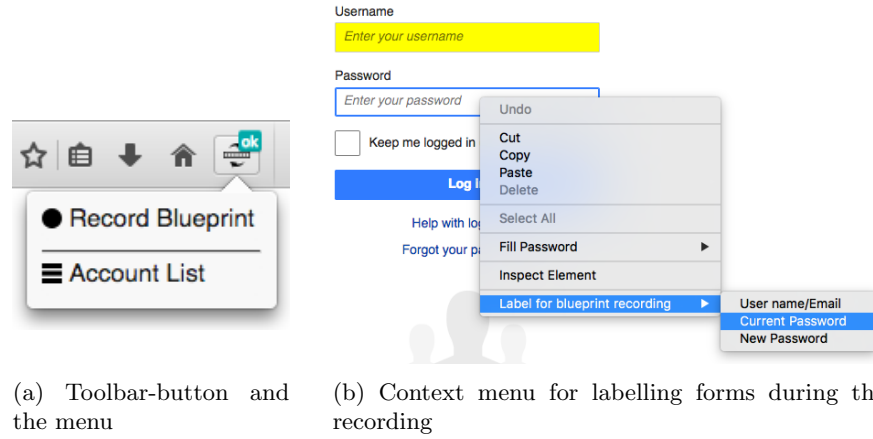 ok
Record Blueprint
Account List
(a) Toolbar-button and
the menu
Username
Enter your username
Password
Enter your password
Keep me logged in
Log i
Help with log
Forgot your pa
Undo
Cut
Copy
Paste
Delete
Select All
Fill Password
Inspect Element
Label for blueprint recording
User name/Email
Current Password
New Password
(b) Context menu for labelling forms during th
recording